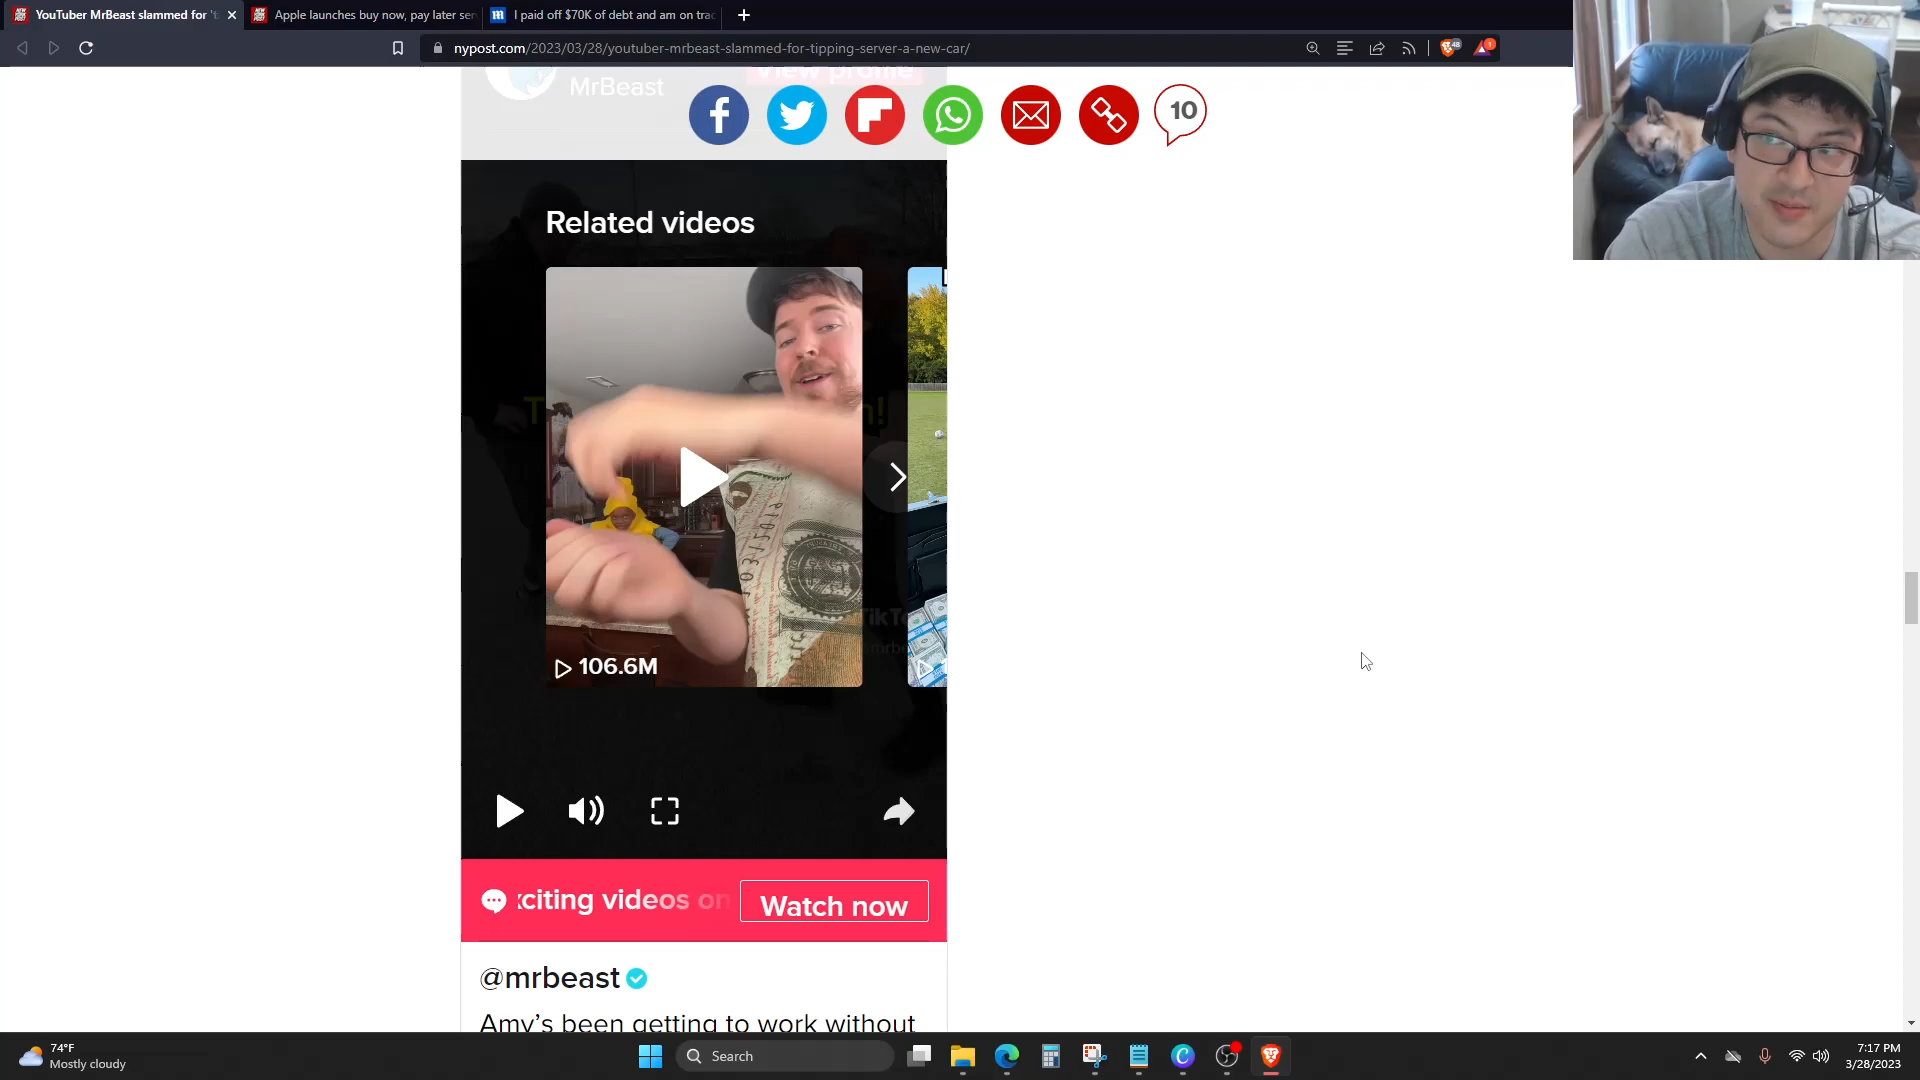 YouTuber MrBeast slammed for 't
Apple launches buy now, pay later ser
I paid off $70K of debt and am on trac
nypost.com/2023/03/28/youtuber-mrbeast-slammed-for-tipping-server-a-new-car/
MrBeast
View profile
10
Related videos
106.6M
xciting videos on
Watch now
@mrbeast
Amy's been getting to work without
74°F
Mostly cloudy
Search
7:17 PM
3/28/2023